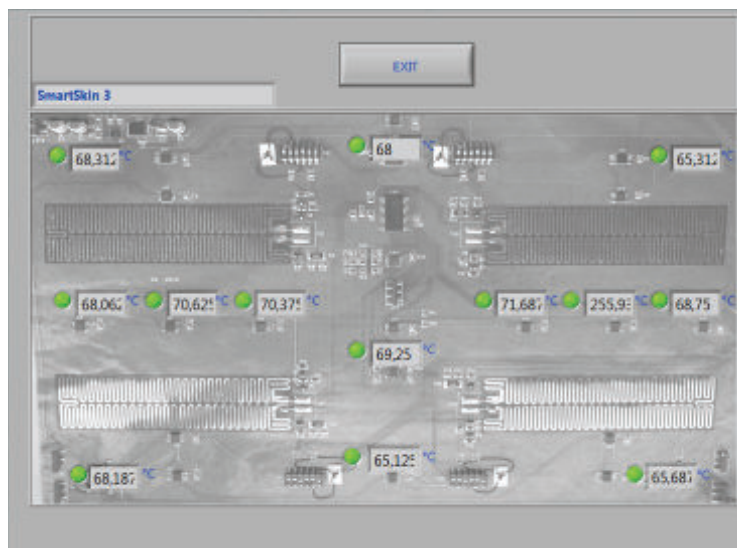 EXIT
SmartSkin 3
68,312 °C
68 °C
65,312 °C
68,062 °C
70,625 °C
70,375 °C
71,687 °C
255,93 °C
68,75 °C
69,25 °C
65,125 °C
68,187 °C
65,687 °C